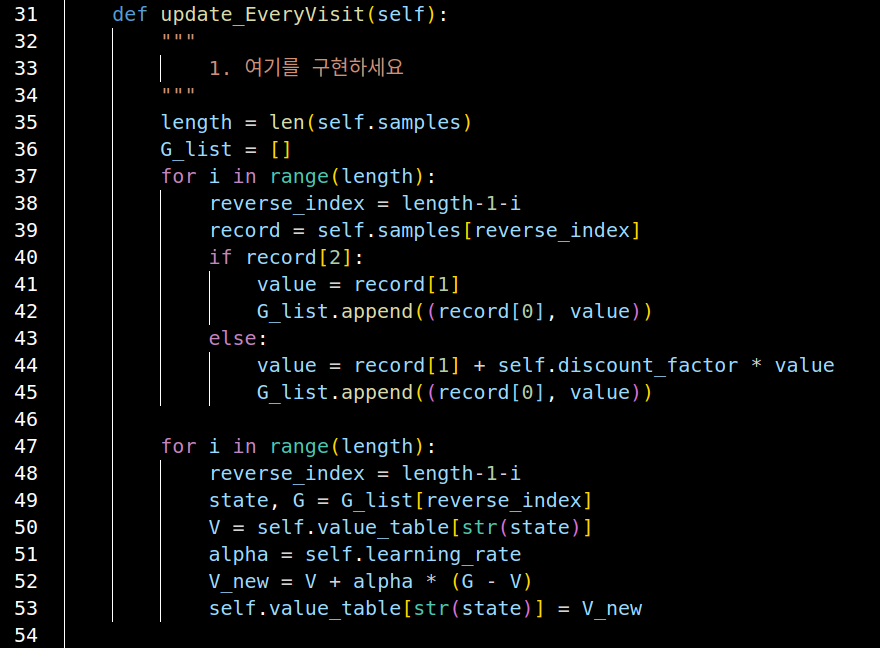 31     def update_EveryVisit(self):
32         """
33             1. 여기를 구현하세요
34         """
35         length = len(self.samples)
36         G_list = []
37         for i in range(length):
38             reverse_index = length-1-i
39             record = self.samples[reverse_index]
40             if record[2]:
41                 value = record[1]
42                 G_list.append((record[0], value))
43             else:
44                 value = record[1] + self.discount_factor * value
45                 G_list.append((record[0], value))
46
47         for i in range(length):
48             reverse_index = length-1-i
49             state, G = G_list[reverse_index]
50             V = self.value_table[str(state)]
51             alpha = self.learning_rate
52             V_new = V + alpha * (G - V)
53             self.value_table[str(state)] = V_new
54